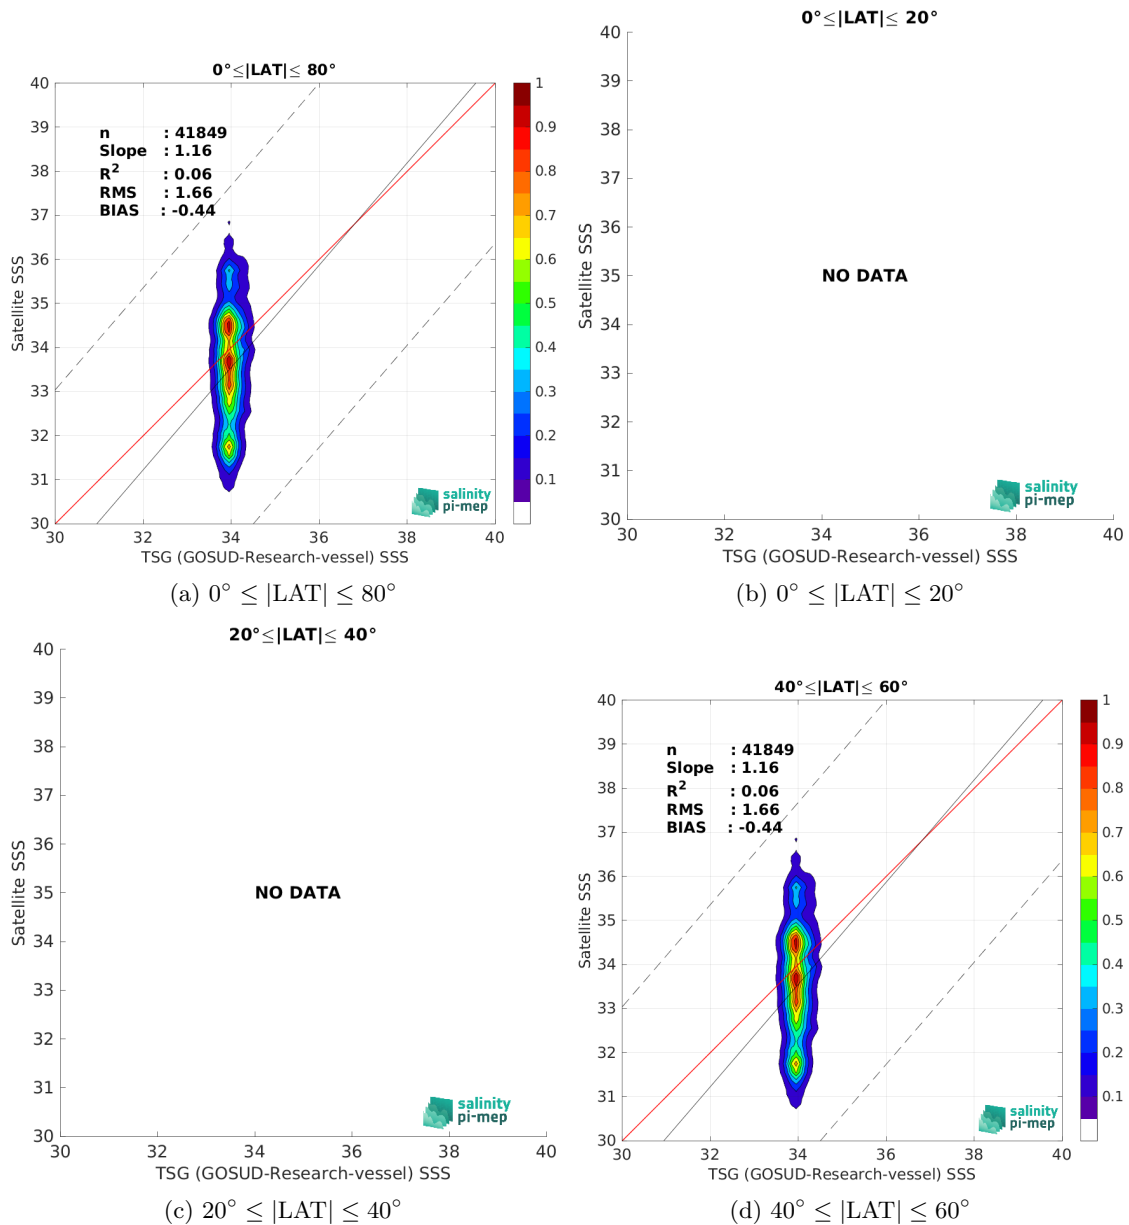 0°≤|LAT|≤ 80°
40
39
38
37
36
35
34
33
32
31
30
Satellite SSS
n : 41849
Slope : 1.16
R² : 0.06
RMS : 1.66
BIAS : -0.44
1
0.9
0.8
0.7
0.6
0.5
0.4
0.3
0.2
0.1
salinity
pi-mep
30 32 34 36 38 40
TSG (GOSUD-Research-vessel) SSS
(a) 0° ≤ |LAT| ≤ 80°
0°≤|LAT|≤ 20°
40
39
38
37
36
35
34
33
32
31
30
Satellite SSS
NO DATA
salinity
pi-mep
30 32 34 36 38 40
TSG (GOSUD-Research-vessel) SSS
(b) 0° ≤ |LAT| ≤ 20°
20°≤|LAT|≤ 40°
40
39
38
37
36
35
34
33
32
31
30
Satellite SSS
NO DATA
salinity
pi-mep
30 32 34 36 38 40
TSG (GOSUD-Research-vessel) SSS
(c) 20° ≤ |LAT| ≤ 40°
40°≤|LAT|≤ 60°
40
39
38
37
36
35
34
33
32
31
30
Satellite SSS
n : 41849
Slope : 1.16
R² : 0.06
RMS : 1.66
BIAS : -0.44
1
0.9
0.8
0.7
0.6
0.5
0.4
0.3
0.2
0.1
salinity
pi-mep
30 32 34 36 38 40
TSG (GOSUD-Research-vessel) SSS
(d) 40° ≤ |LAT| ≤ 60°